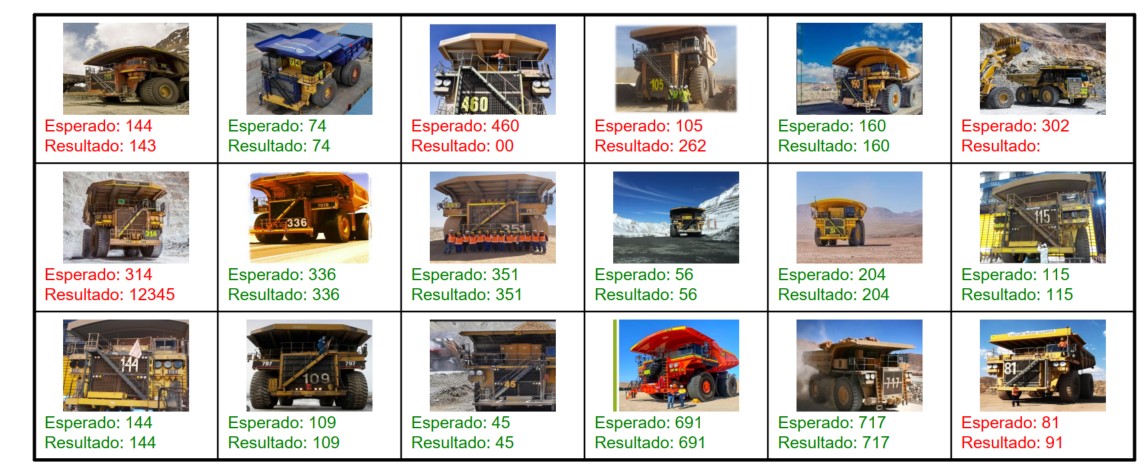 Esperado: 144
Resultado: 143
Esperado: 74
Resultado: 74
460
Esperado: 460
Resultado: 00
105
Esperado: 105
Resultado: 262
160
Esperado: 160
Resultado: 160
Esperado: 302
Resultado:
Esperado: 314
Resultado: 12345
336
Esperado: 336
Resultado: 336
351
Esperado: 351
Resultado: 351
Esperado: 56
Resultado: 56
Esperado: 204
Resultado: 204
115
Esperado: 115
Resultado: 115
144
Esperado: 144
Resultado: 144
797
109
797
Esperado: 109
Resultado: 109
45
Esperado: 45
Resultado: 45
Esperado: 691
Resultado: 691
717
Esperado: 717
Resultado: 717
81
Esperado: 81
Resultado: 91